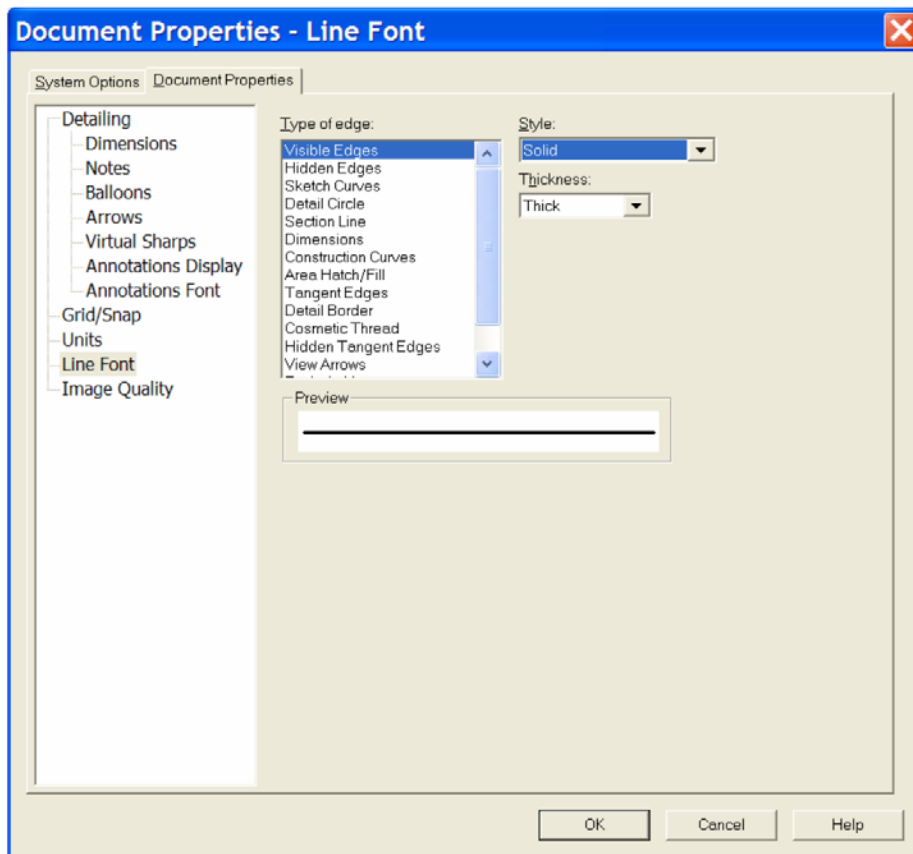 Document Properties - Line Font
System Options
Document Properties
Detailing
Dimensions
Notes
Balloons
Arrows
Virtual Sharps
Annotations Display
Annotations Font
Grid/Snap
Units
Line Font
Image Quality
Type of edge:
Visible Edges
Hidden Edges
Sketch Curves
Detail Circle
Section Line
Dimensions
Construction Curves
Area Hatch/Fill
Tangent Edges
Detail Border
Cosmetic Thread
Hidden Tangent Edges
View Arrows
Style:
Solid
Thickness:
Thick
Preview
OK
Cancel
Help